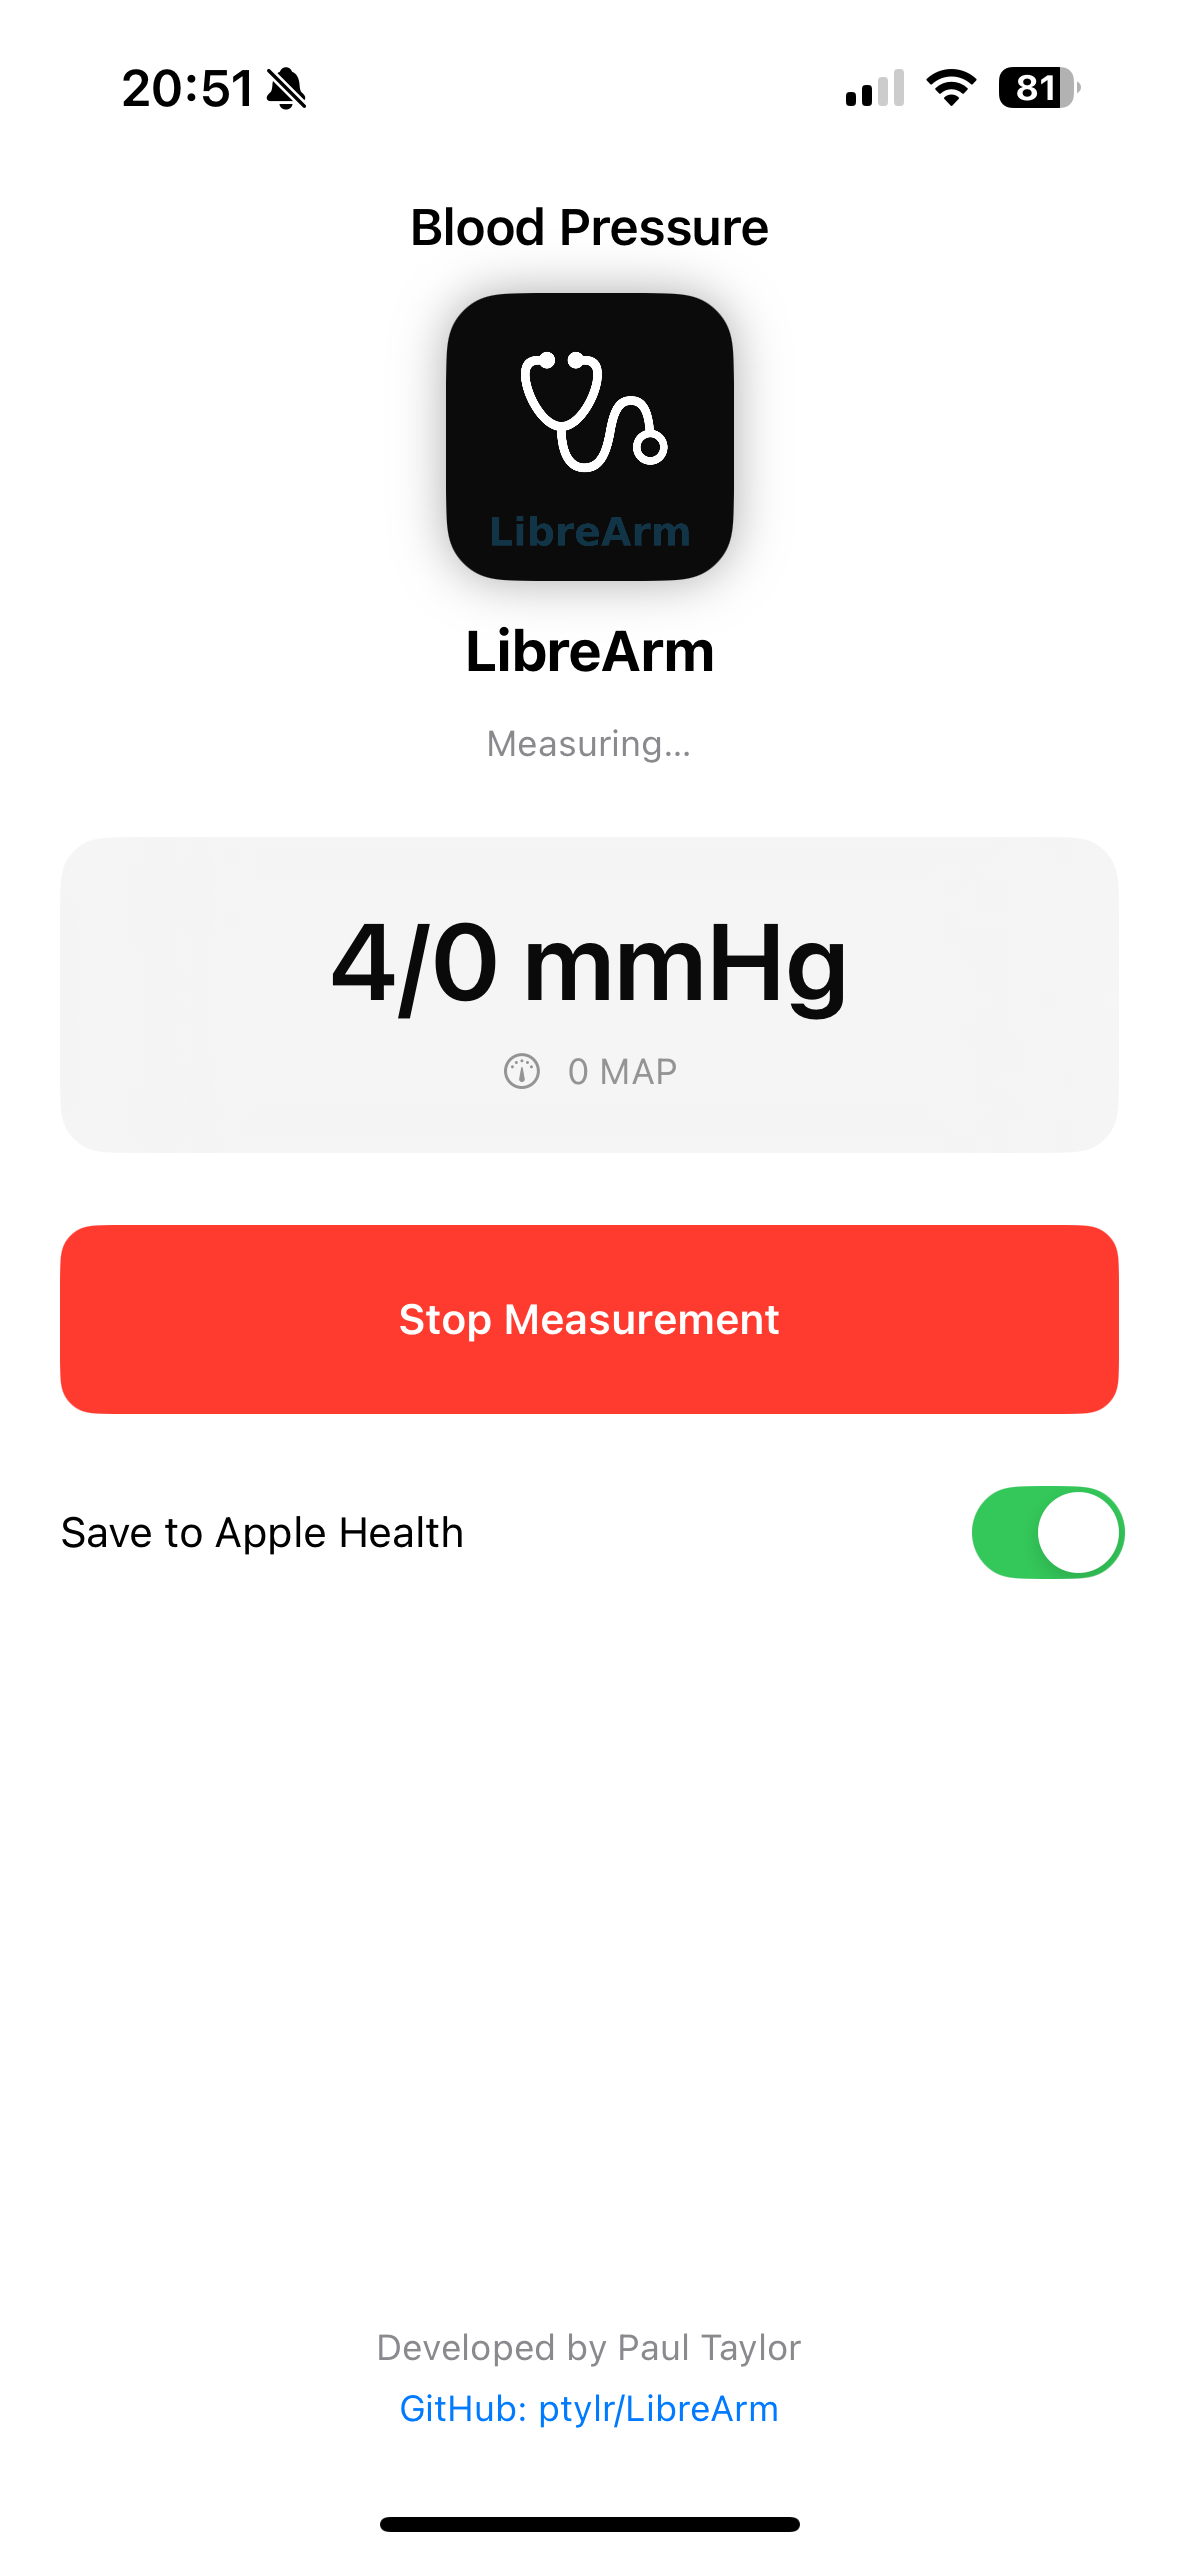 20:51
81
Blood Pressure
LibreArm
LibreArm
Measuring...
4/0 mmHg
0 MAP
Stop Measurement
Save to Apple Health
Developed by Paul Taylor
GitHub: ptylr/LibreArm